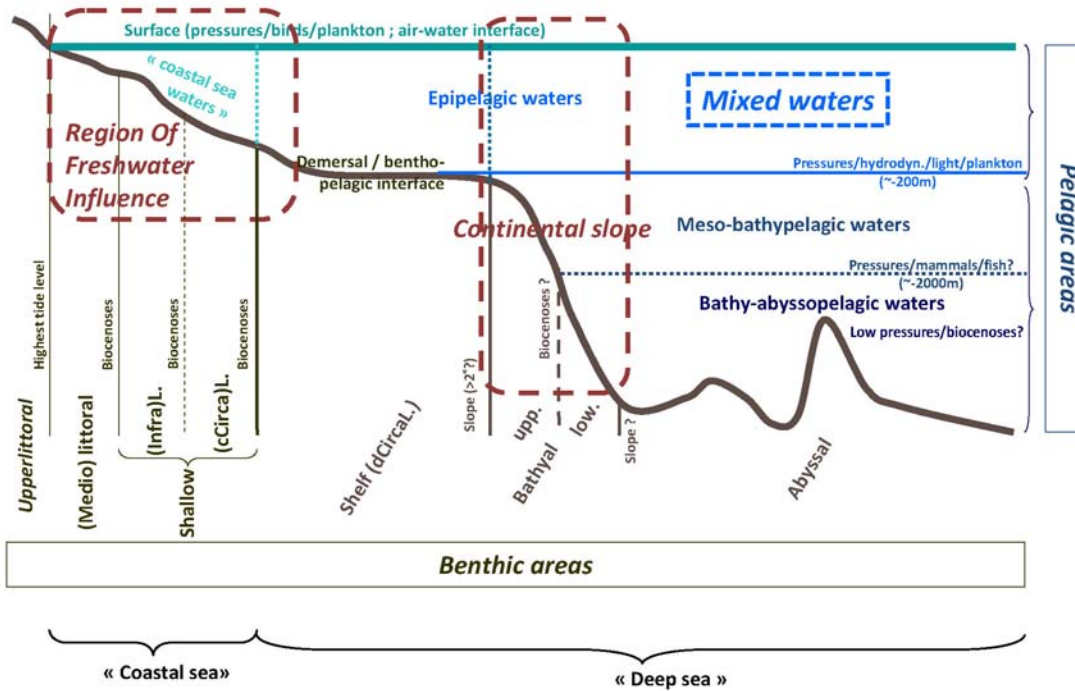 Surface (pressures/birds/plankton ; air-water interface)
« coastal sea
waters »
Epipelagic waters
Mixed waters
Region Of
Freshwater
Influence
Demersal / bentho-
pelagic interface
Pressures/hydrodyn./light/plankton
(~-200m)
Continental slope
Meso-bathypelagic waters
Pressures/mammals/fish?
(~-2000m)
Bathy-abyssopelagic waters
Low pressures/biocenoses?
Pelagic areas
Highest tide level
Biocenoses
Biocenoses
Biocenoses
Slope (>2°?)
Biocenoses ?
Slope ?
Upperlittoral
(Medio) littoral
(Infra)L.
(cCirca)L.
Shallow
Shelf (dCircaL.)
upp.
low.
Bathyal
Abyssal
Benthic areas
« Coastal sea»
« Deep sea »